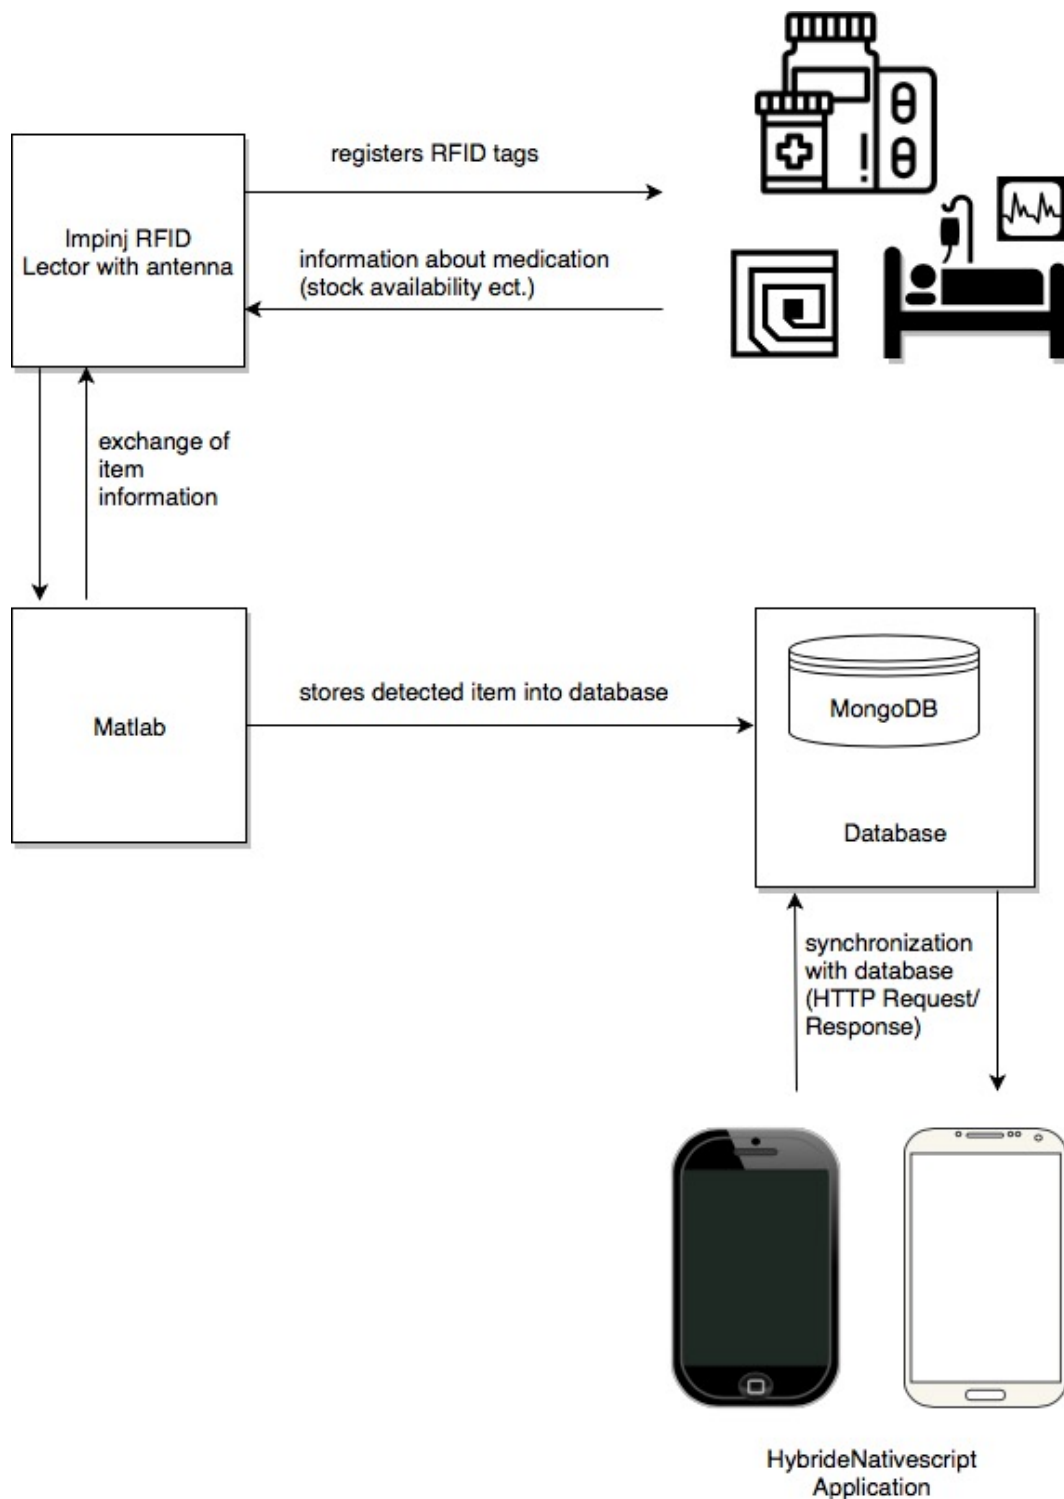 registers RFID tags
Impinj RFID
Lector with antenna
information about medication
(stock availability ect.)
exchange of
item
information
Matlab
stores detected item into database
MongoDB
Database
synchronization
with database
(HTTP Request/
Response)
HybrideNativescript
Application